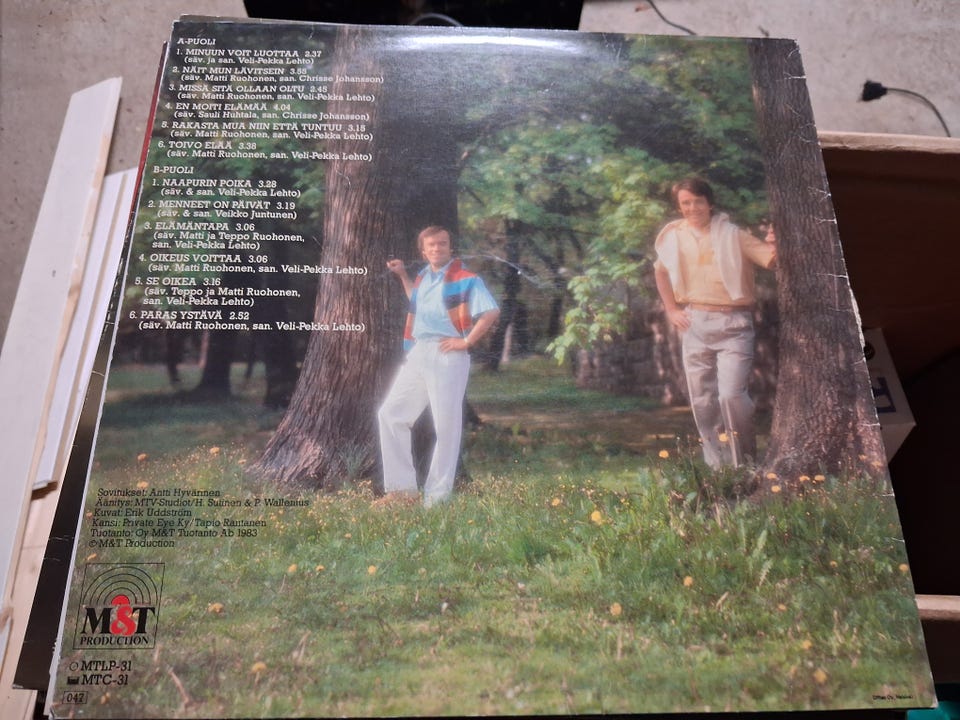 A-PUOLI
1. MINUUN VOIT LUOTTAA 2.37
(säv. ja san. Veli-Pekka Lehto)
2. NÄIT MUN LÄVITSEIN 3.55
(säv. Matti Ruohonen, san. Chrisse Johansson)
3. MISSÄ SITÄ OLLAAN OLTU 2.45
(säv. Matti Ruohonen, san. Veli-Pekka Lehto)
4. EN MOITI ELÄMÄÄ 4.04
(säv. Sauli Huhtala, san. Chrisse Johansson)
5. RAKASTA MUA NIIN ETTÄ TUNTUU 3.15
(säv. Matti Ruohonen, san. Veli-Pekka Lehto)
6. TOIVO ELÄÄ 3.38
(säv. Matti Ruohonen, san. Veli-Pekka Lehto)
B-PUOLI
1. NAAPURIN POIKA 3.28
(säv. & san. Veli-Pekka Lehto)
2. MENNEET ON PÄIVÄT 3.19
(säv. & san. Veikko Juntunen)
3. ELÄMÄNTAPA 3.06
(säv. Matti ja Teppo Ruohonen,
san. Veli-Pekka Lehto)
4. OIKEUS VOITTAA 3.06
(säv. Matti Ruohonen, san. Veli-Pekka Lehto)
5. SE OIKEA 3.16
(säv. Teppo ja Matti Ruohonen,
san. Veli-Pekka Lehto)
6. PARAS YSTÄVÄ 2.52
(säv. Matti Ruohonen, san. Veli-Pekka Lehto)
Sovitukset: Antti Hyvärinen
Äänitys: MTV-Studiot/H. Sulinen & P. Wallenius
Kuvat: Erik Uddström
Kansi: Private Eye Ky/Tapio Rantanen
Tuotanto: Oy M&T Tuotanto Ab 1983
© M&T Production
M&T
PRODUCTION
MTLP-31
MTC-31
047